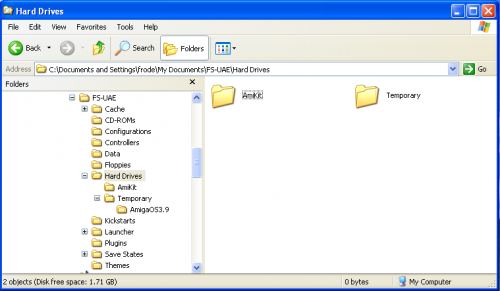 Hard Drives
File Edit View Favorites Tools Help
Back Search Folders
Address C:\Documents and Settings\frode\My Documents\FS-UAE\Hard Drives Go
Folders
FS-UAE
Cache
CD-ROMs
Configurations
Controllers
Data
Floppies
Hard Drives
AmiKit
Temporary
AmigaOS3.9
Kickstarts
Launcher
Plugins
Save States
Themes
AmiKit Temporary
2 objects (Disk free space: 1.71 GB) 0 bytes My Computer